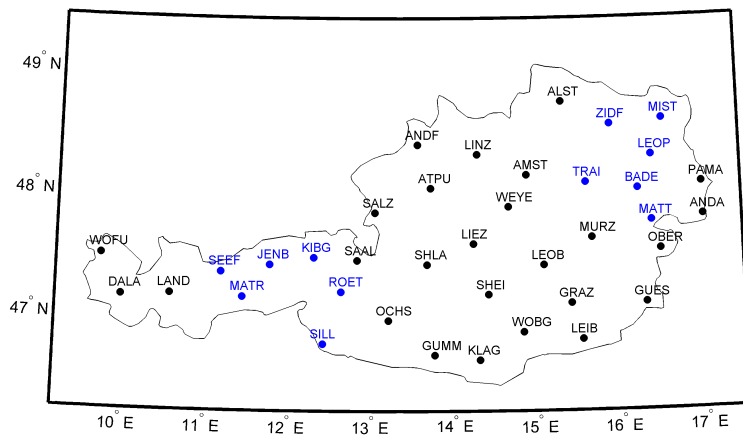 49° N
48° N
47° N
ALST
ZIDF
MIST
ANDF
LINZ
LEOP
ATPU
AMST
TRAI
BADE
PAMA
SALZ
WEYE
MATT
ANDA
WOFU
SEEF
JENB
KIBG
SAAL
LIEZ
MURZ
OBER
DALA
LAND
MATR
ROET
SHLA
LEOB
SHEI
GRAZ
GUES
OCHS
SILL
WOBG
LEIB
GUMM
KLAG
10° E
11° E
12° E
13° E
14° E
15° E
16° E
17° E